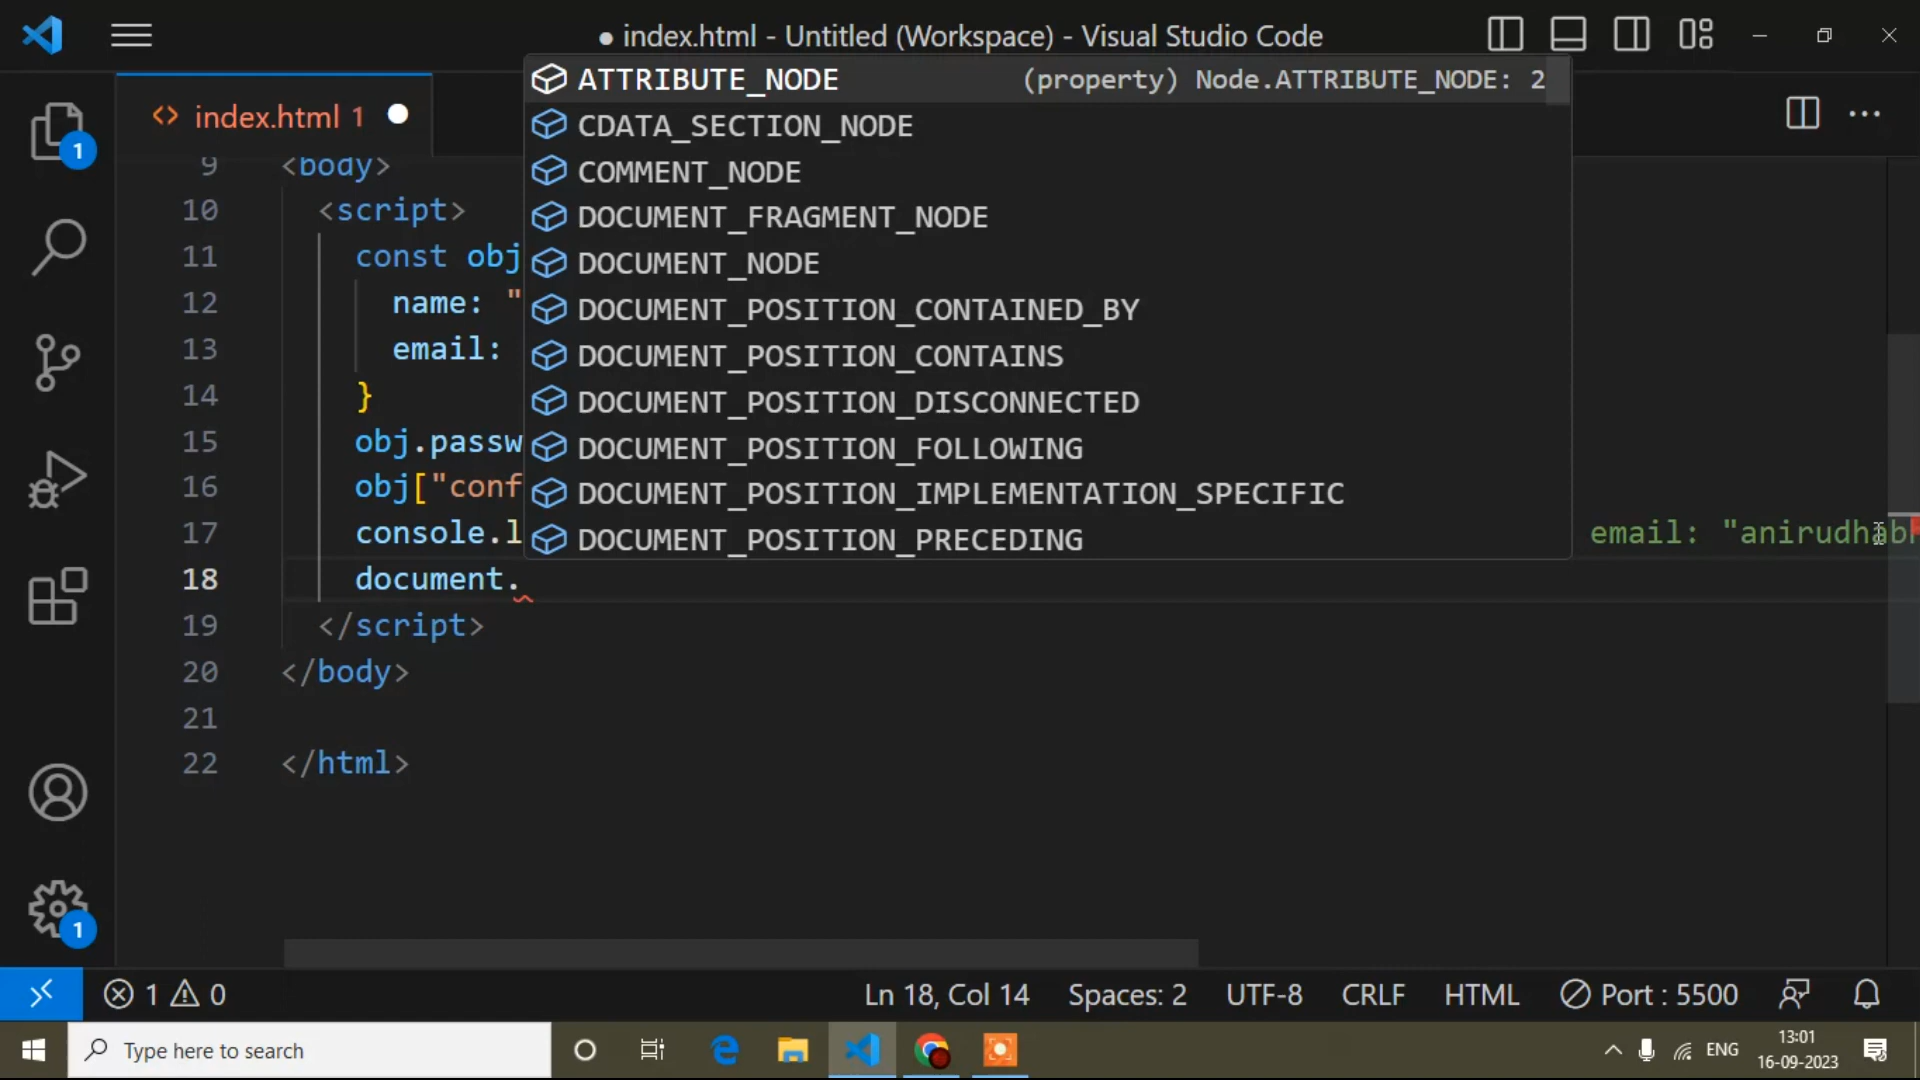 ● index.html - Untitled (Workspace) - Visual Studio Code
<> index.html 1
ATTRIBUTE_NODE (property) Node.ATTRIBUTE_NODE: 2
CDATA_SECTION_NODE
COMMENT_NODE
DOCUMENT_FRAGMENT_NODE
DOCUMENT_NODE
DOCUMENT_POSITION_CONTAINED_BY
DOCUMENT_POSITION_CONTAINS
DOCUMENT_POSITION_DISCONNECTED
DOCUMENT_POSITION_FOLLOWING
DOCUMENT_POSITION_IMPLEMENTATION_SPECIFIC
DOCUMENT_POSITION_PRECEDING
9 <body>
10 <script>
11 const obj
12 name: "
13 email:
14 }
15 obj.passw
16 obj["conf
17 console.l email: "anirudhab
18 document.
19 </script>
20 </body>
21
22 </html>
1
1
1 0 Ln 18, Col 14 Spaces: 2 UTF-8 CRLF HTML Port : 5500
Type here to search
ENG
13:01
16-09-2023